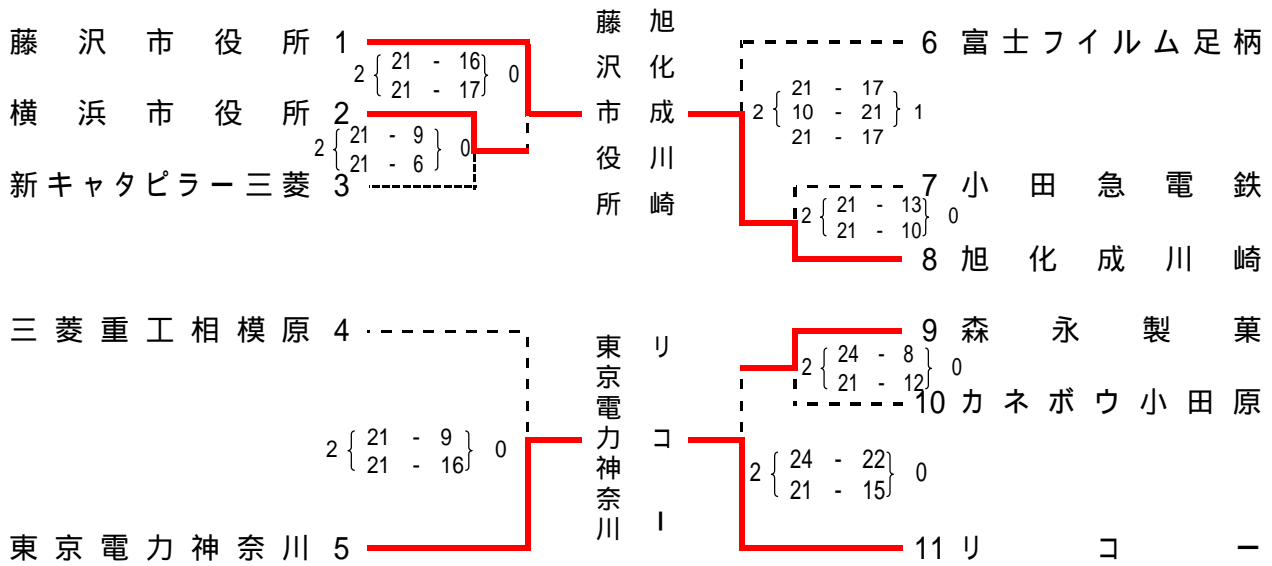 藤沢市役所 1
2 { 21 - 16 } 0
21 - 17
横浜市役所 2
2 { 21 - 9 } 0
21 - 6
新キャタピラー三菱 3
三菱重工相模原 4
2 { 21 - 9 } 0
21 - 16
東京電力神奈川 5
藤沢市役所
旭化成川崎
東京電力神奈川
リコー
6 富士フイルム足柄
21 - 17
2 { 10 - 21 } 1
21 - 17
7 小田急電鉄
2 { 21 - 13 } 0
21 - 10
8 旭化成川崎
9 森永製菓
2 { 24 - 8 } 0
21 - 12
10 カネボウ小田原
2 { 24 - 22 } 0
21 - 15
11 リコー